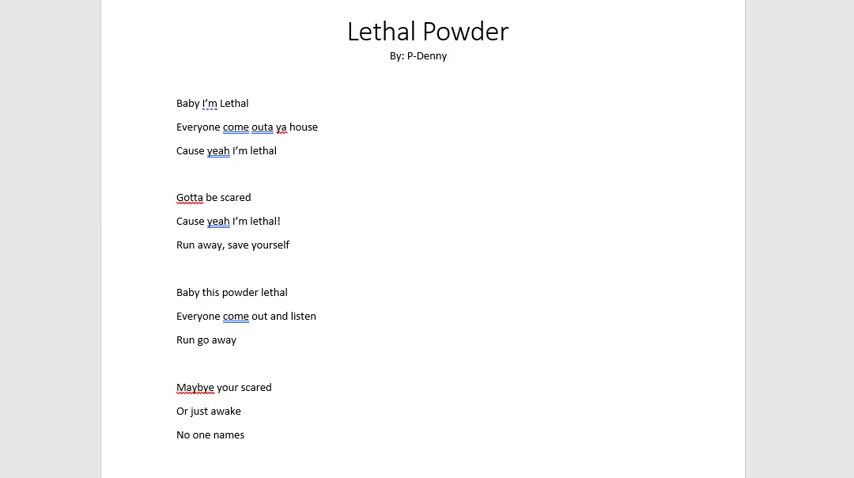 Lethal Powder
By: P-Denny
Baby I’m Lethal
Everyone come outa ya house
Cause yeah I’m lethal
Gotta be scared
Cause yeah I’m lethal!
Run away, save yourself
Baby this powder lethal
Everyone come out and listen
Run go away
Maybye your scared
Or just awake
No one names